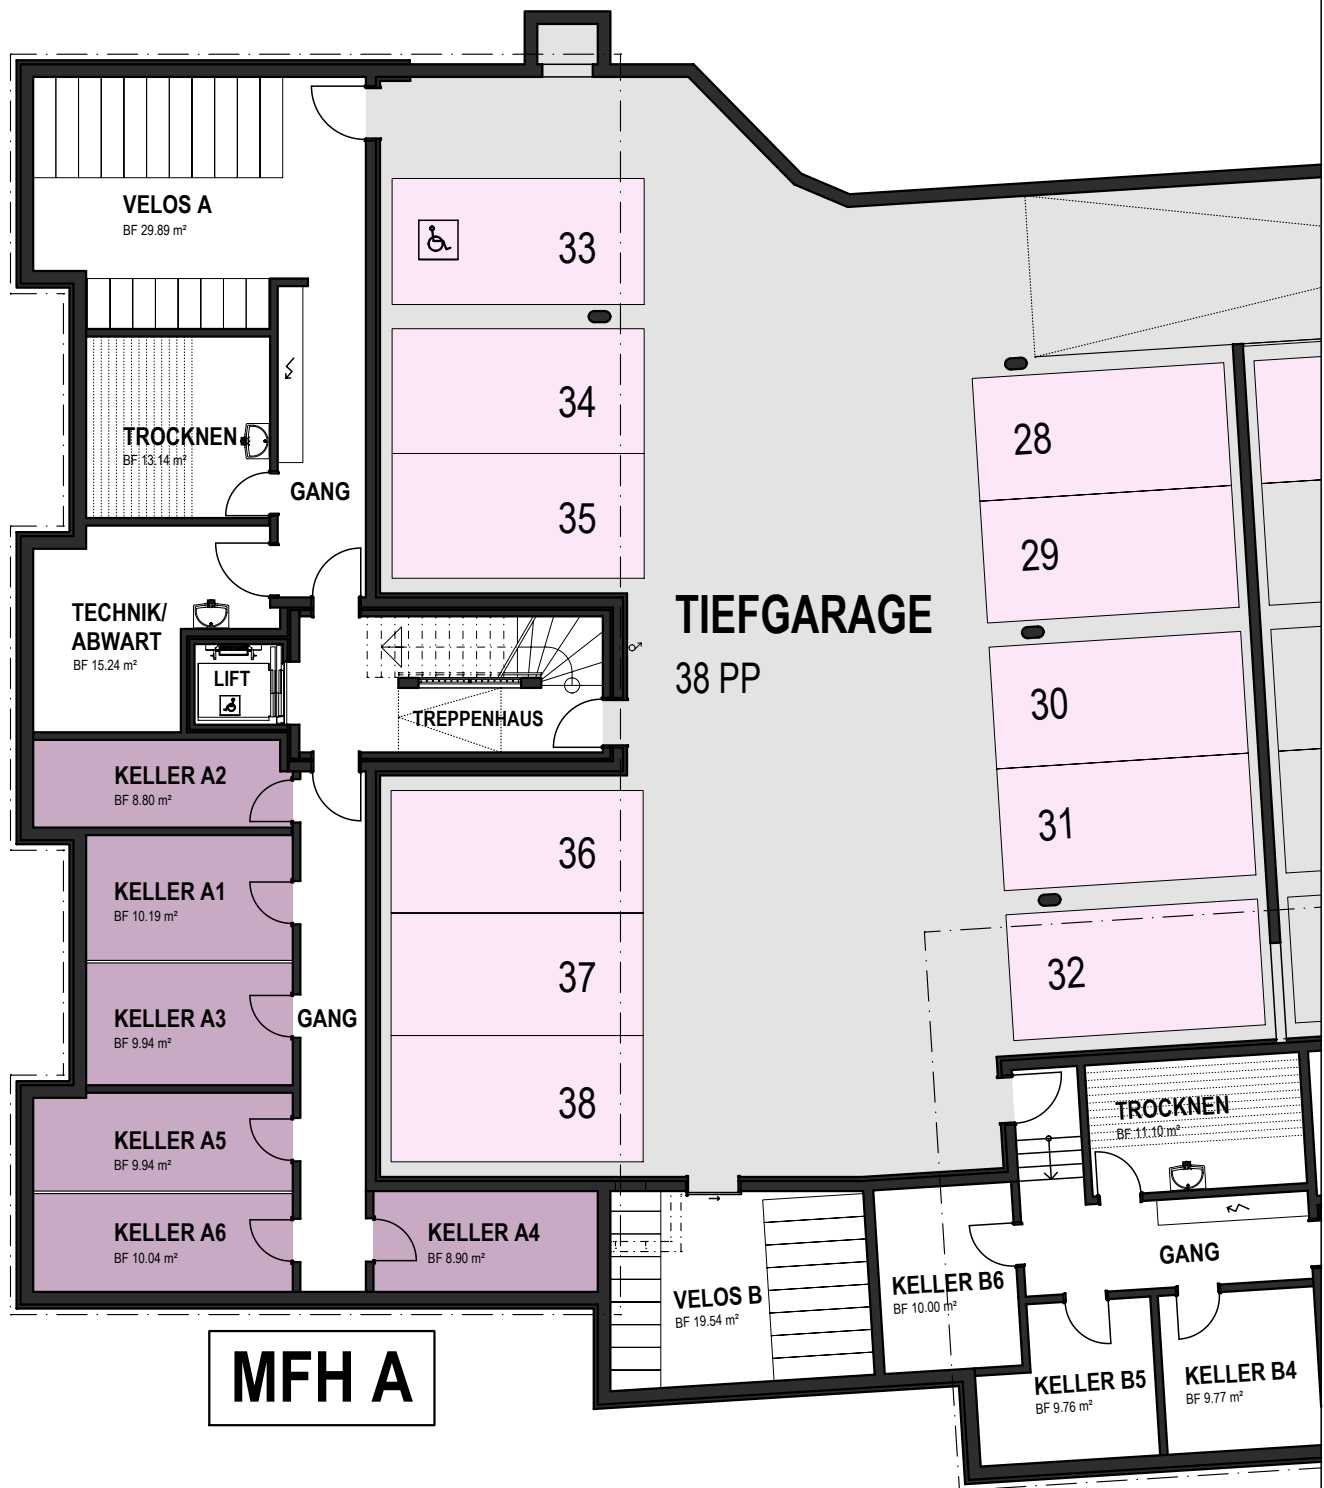 VELOS A
BF 29.89 m²
33
34
TROCKNEN
BF 13.14 m²
28
GANG
35
29
TECHNIK/
ABWART
BF 15.24 m²
LIFT
TIEFGARAGE
38 PP
TREPPENHAUS
30
KELLER A2
BF 8.80 m²
31
36
KELLER A1
BF 10.19 m²
37
32
KELLER A3
BF 9.94 m²
GANG
38
TROCKNEN
BF 11.10 m²
KELLER A5
BF 9.94 m²
KELLER A6
BF 10.04 m²
KELLER A4
BF 8.90 m²
GANG
VELOS B
BF 19.54 m²
KELLER B6
BF 10.00 m²
KELLER B5
BF 9.76 m²
KELLER B4
BF 9.77 m²
MFH A